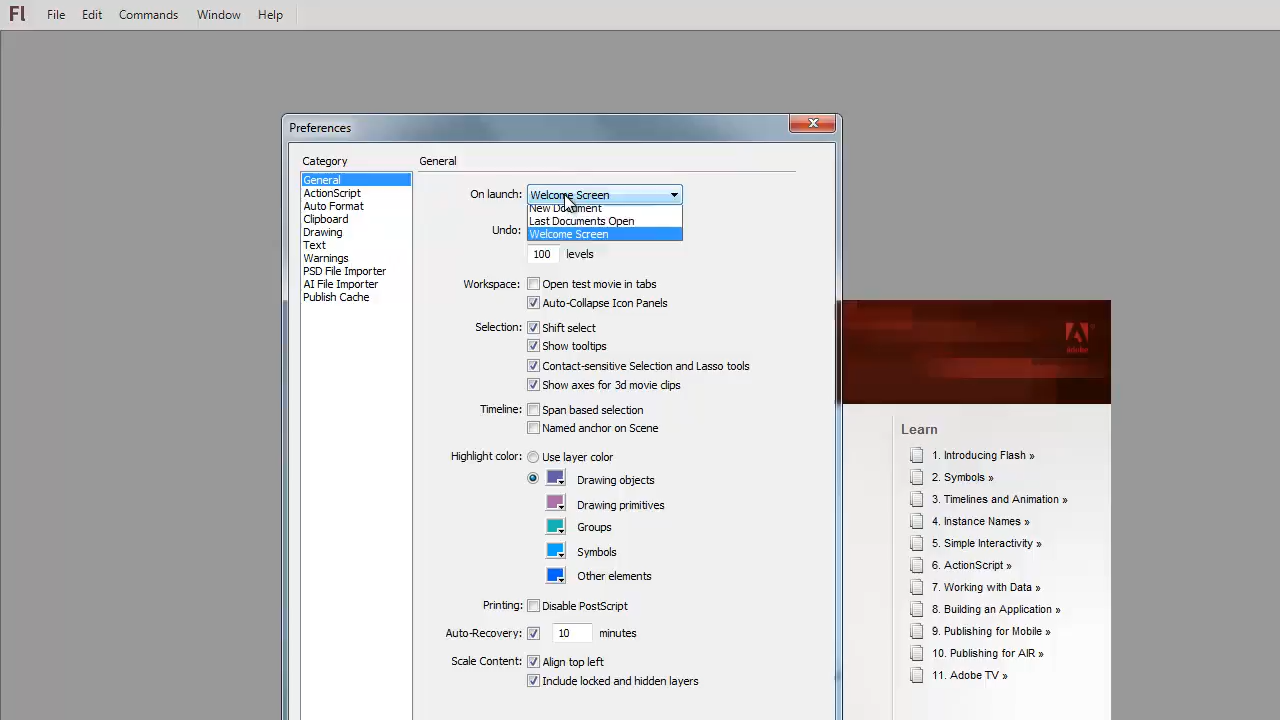 Fl File Edit Commands Window Help
Preferences
Category
General
ActionScript
Auto Format
Clipboard
Drawing
Text
Warnings
PSD File Importer
AI File Importer
Publish Cache
General
On launch: Welcome Screen
New Document
Last Documents Open
Welcome Screen
Undo:
100 levels
Workspace: Open test movie in tabs
Auto-Collapse Icon Panels
Selection: Shift select
Show tooltips
Contact-sensitive Selection and Lasso tools
Show axes for 3d movie clips
Timeline: Span based selection
Named anchor on Scene
Highlight color: Use layer color
Drawing objects
Drawing primitives
Groups
Symbols
Other elements
Printing: Disable PostScript
Auto-Recovery: 10 minutes
Scale Content: Align top left
Include locked and hidden layers
Adobe
Learn
1. Introducing Flash »
2. Symbols »
3. Timelines and Animation »
4. Instance Names »
5. Simple Interactivity »
6. ActionScript »
7. Working with Data »
8. Building an Application »
9. Publishing for Mobile »
10. Publishing for AIR »
11. Adobe TV »